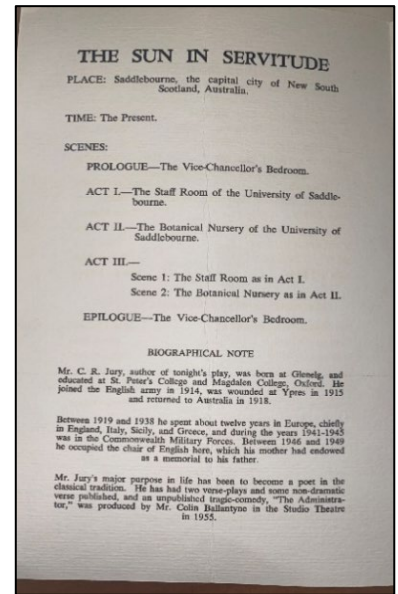 THE SUN IN SERVITUDE
PLACE: Saddlebourne, the capital city of New South
Scotland, Australia.
TIME: The Present.
SCENES:
PROLOGUE—The Vice-Chancellor's Bedroom.
ACT I.—The Staff Room of the University of Saddle-
bourne.
ACT II.—The Botanical Nursery of the University of
Saddlebourne.
ACT III.—
Scene 1: The Staff Room as in Act I.
Scene 2: The Botanical Nursery as in Act II.
EPILOGUE—The Vice-Chancellor's Bedroom.
BIOGRAPHICAL NOTE
Mr. C. R. Jury, author of tonight's play, was born at Glenelg, and
educated at St. Peter's College and Magdalen College, Oxford. He
joined the English army in 1914, was wounded at Ypres in 1915
and returned to Australia in 1918.
Between 1919 and 1938 he spent about twelve years in Europe, chiefly
in England, Italy, Sicily, and Greece, and during the years 1941-1945
was in the Commonwealth Military Forces. Between 1946 and 1949
he occupied the chair of English here, which his mother had endowed
as a memorial to his father.
Mr. Jury's major purpose in life has been to become a poet in the
classical tradition. He has had two verse-plays and some non-dramatic
verse published, and an unpublished tragic-comedy, "The Administra-
tor," was produced by Mr. Colin Ballantyne in the Studio Theatre
in 1955.